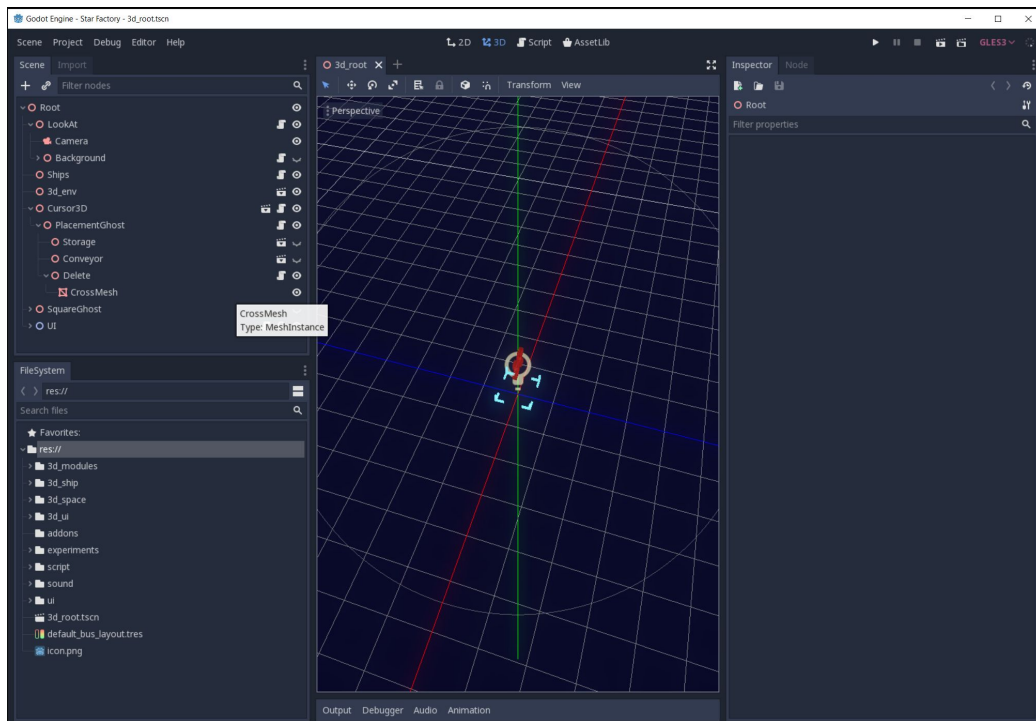 Godot Engine - Star Factory - 3d_root.tscn
Scene Project Debug Editor Help
2D 3D Script AssetLib
GLES3
Scene Import
Filter nodes
Root
LookAt
Camera
Background
Ships
3d_env
Cursor3D
PlacementGhost
Storage
Conveyor
Delete
CrossMesh
SquareGhost
UI
CrossMesh
Type: MeshInstance
FileSystem
res://
Search files
Favorites:
res://
3d_modules
3d_ship
3d_space
3d_ui
addons
experiments
script
sound
ui
3d_root.tscn
default_bus_layout.tres
icon.png
3d_root
Transform View
Perspective
Output Debugger Audio Animation
Inspector Node
Root
Filter properties